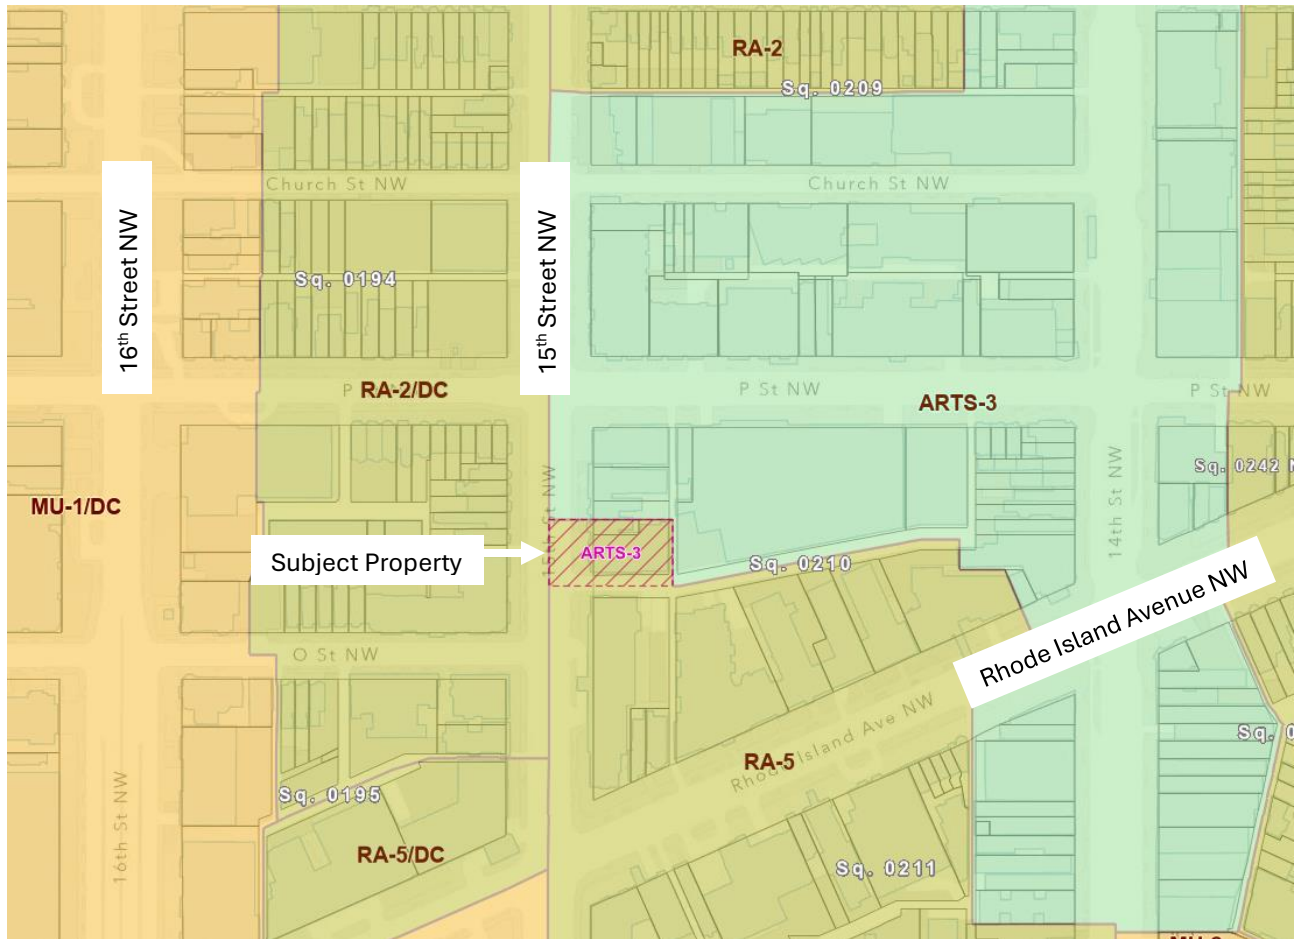 RA-2
Sq. 0209
Church St NW
Church St NW
16th Street NW
15th Street NW
Sq. 0194
P
RA-2/DC
P St NW
ARTS-3
P St NW
14th St NW
Sq. 0242
MU-1/DC
St NW
Subject Property
ARTS-3
Sq. 0210
Rhode Island Avenue NW
O St NW
Rhode Island Ave NW
RA-5
Sq. 0195
16th St NW
RA-5/DC
Sq. 0211